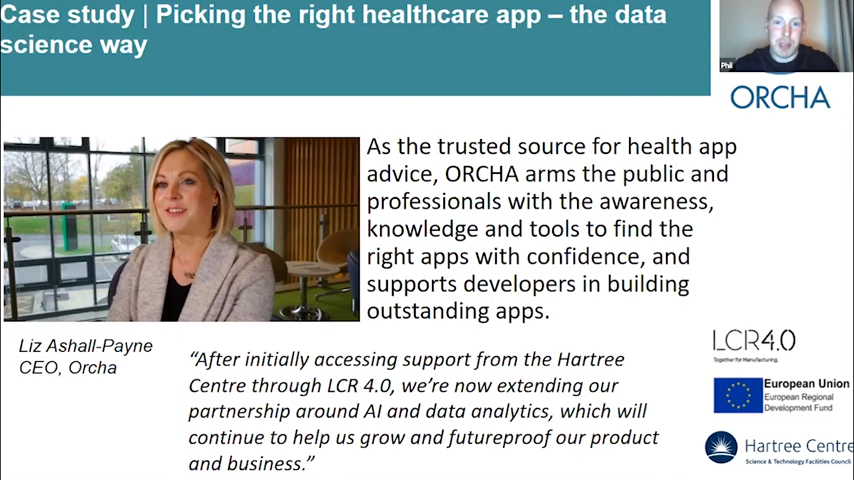 Case study | Picking the right healthcare app – the data
science way
Phil
ORCHA
As the trusted source for health app
advice, ORCHA arms the public and
professionals with the awareness,
knowledge and tools to find the
right apps with confidence, and
supports developers in building
outstanding apps.
Liz Ashall-Payne
CEO, Orcha
“After initially accessing support from the Hartree
Centre through LCR 4.0, we’re now extending our
partnership around AI and data analytics, which will
continue to help us grow and futureproof our product
and business.”
LCR4.0
Together for Manufacturing.
European Union
European Regional
Development Fund
Hartree Centre
Science & Technology Facilities Council